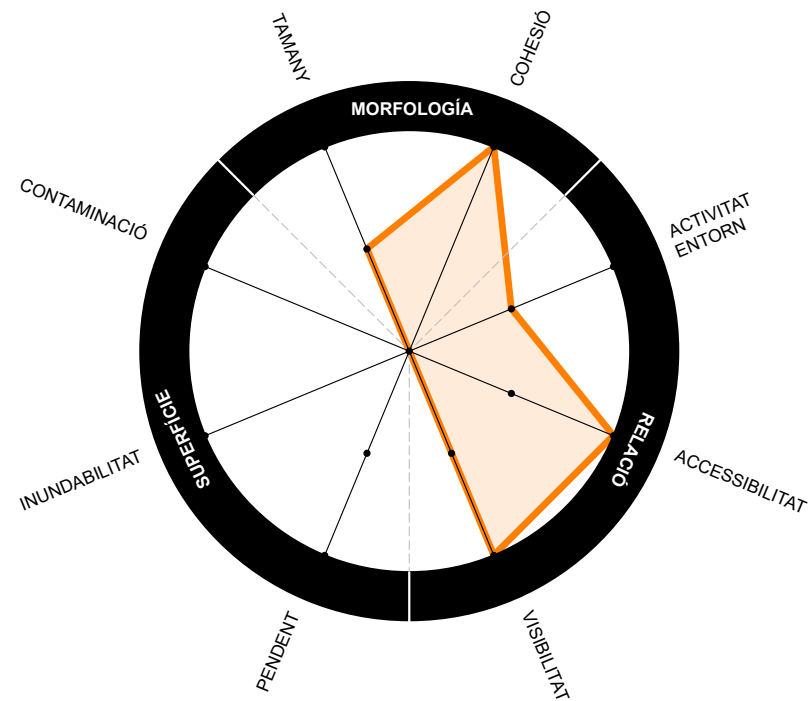 TAMANY
COHESIÓ
MORFOLOGÍA
CONTAMINACIÓ
ACTIVITAT
ENTORN
SUPERFÍCIE
RELACIÓ
INUNDABILITAT
ACCESSIBILITAT
PENDENT
VISIBILITAT